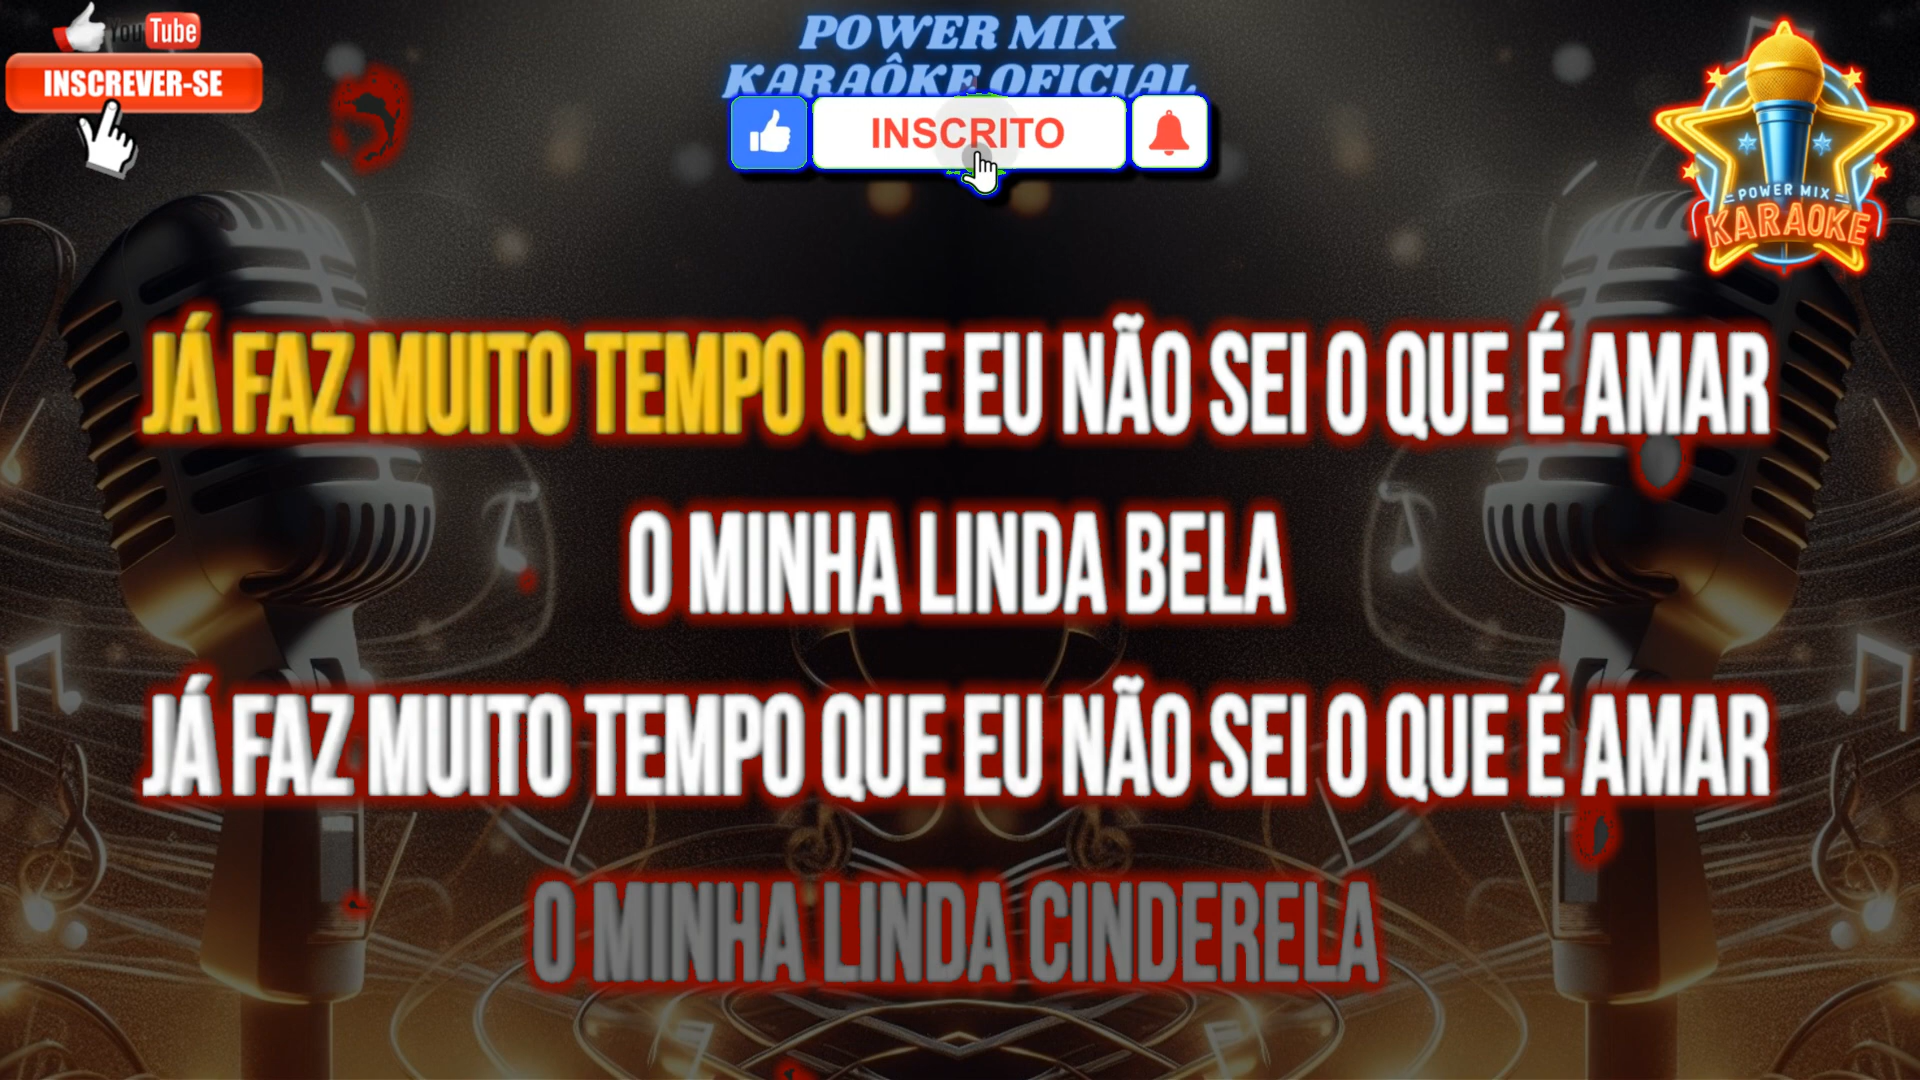 YouTube
INSCREVER-SE
POWER MIX
KARAÔKE OFICIAL
INSCRITO
POWER MIX
KARAOKE
JÁ FAZ MUITO TEMPO QUE EU NÃO SEI O QUE É AMAR
O MINHA LINDA BELA
JÁ FAZ MUITO TEMPO QUE EU NÃO SEI O QUE É AMAR
O MINHA LINDA CINDERELA